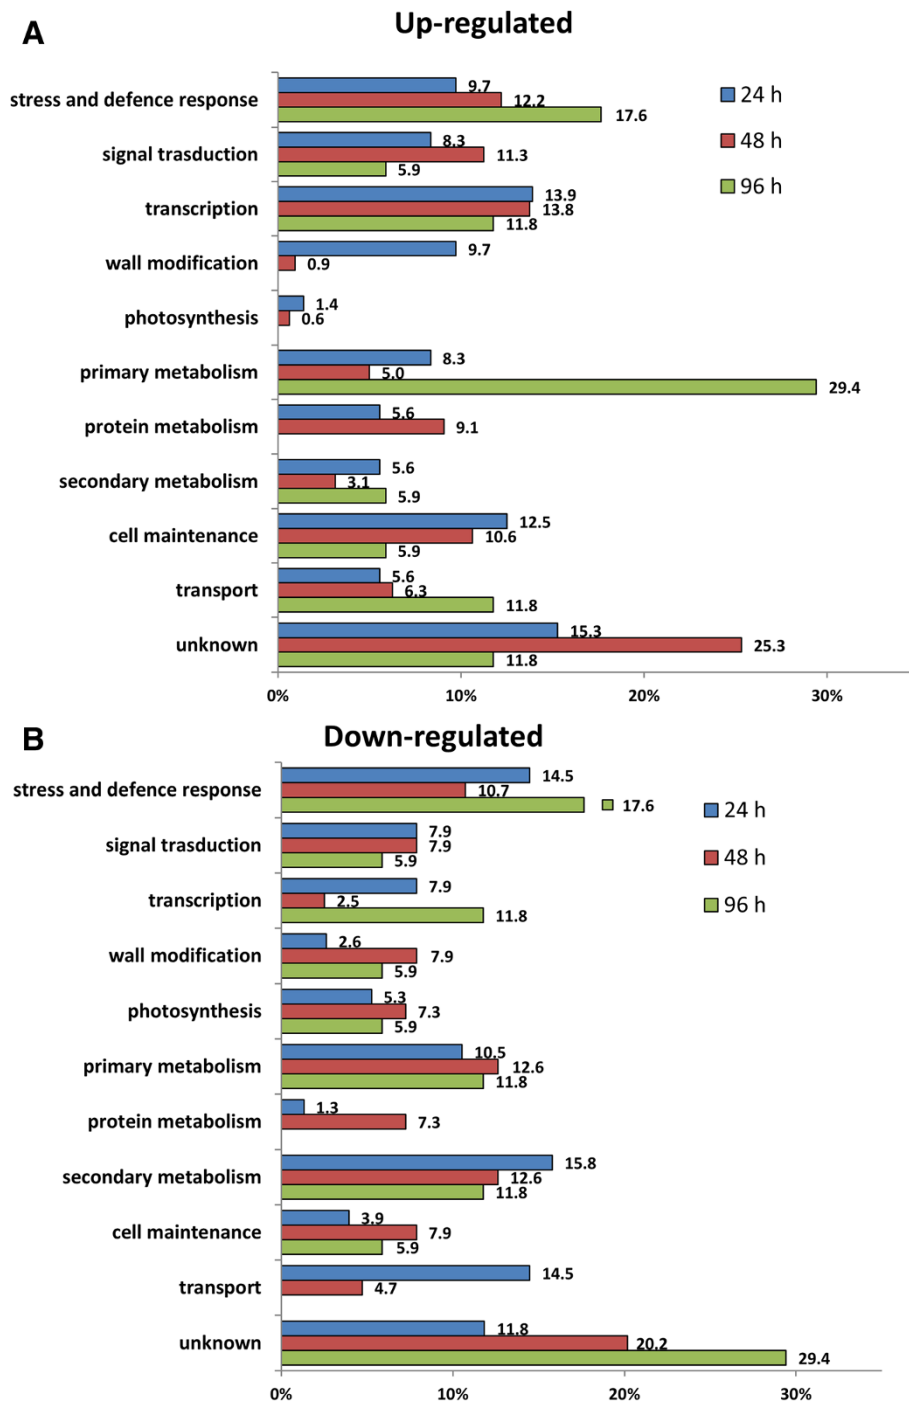 A
Up-regulated
stress and defence response
9.7
12.2
17.6
24 h
48 h
96 h
signal trasduction
8.3
11.3
5.9
transcription
13.9
13.8
11.8
wall modification
9.7
0.9
photosynthesis
1.4
0.6
primary metabolism
8.3
5.0
29.4
protein metabolism
5.6
9.1
secondary metabolism
5.6
3.1
5.9
cell maintenance
12.5
10.6
5.9
transport
5.6
6.3
11.8
unknown
15.3
25.3
11.8
0% 10% 20% 30%
B
Down-regulated
stress and defence response
14.5
10.7
17.6
24 h
48 h
96 h
signal trasduction
7.9
7.9
5.9
transcription
7.9
2.5
11.8
wall modification
2.6
7.9
5.9
photosynthesis
5.3
7.3
5.9
primary metabolism
10.5
12.6
11.8
protein metabolism
1.3
7.3
secondary metabolism
15.8
12.6
11.8
cell maintenance
3.9
7.9
5.9
transport
14.5
4.7
unknown
11.8
20.2
29.4
0% 10% 20% 30%